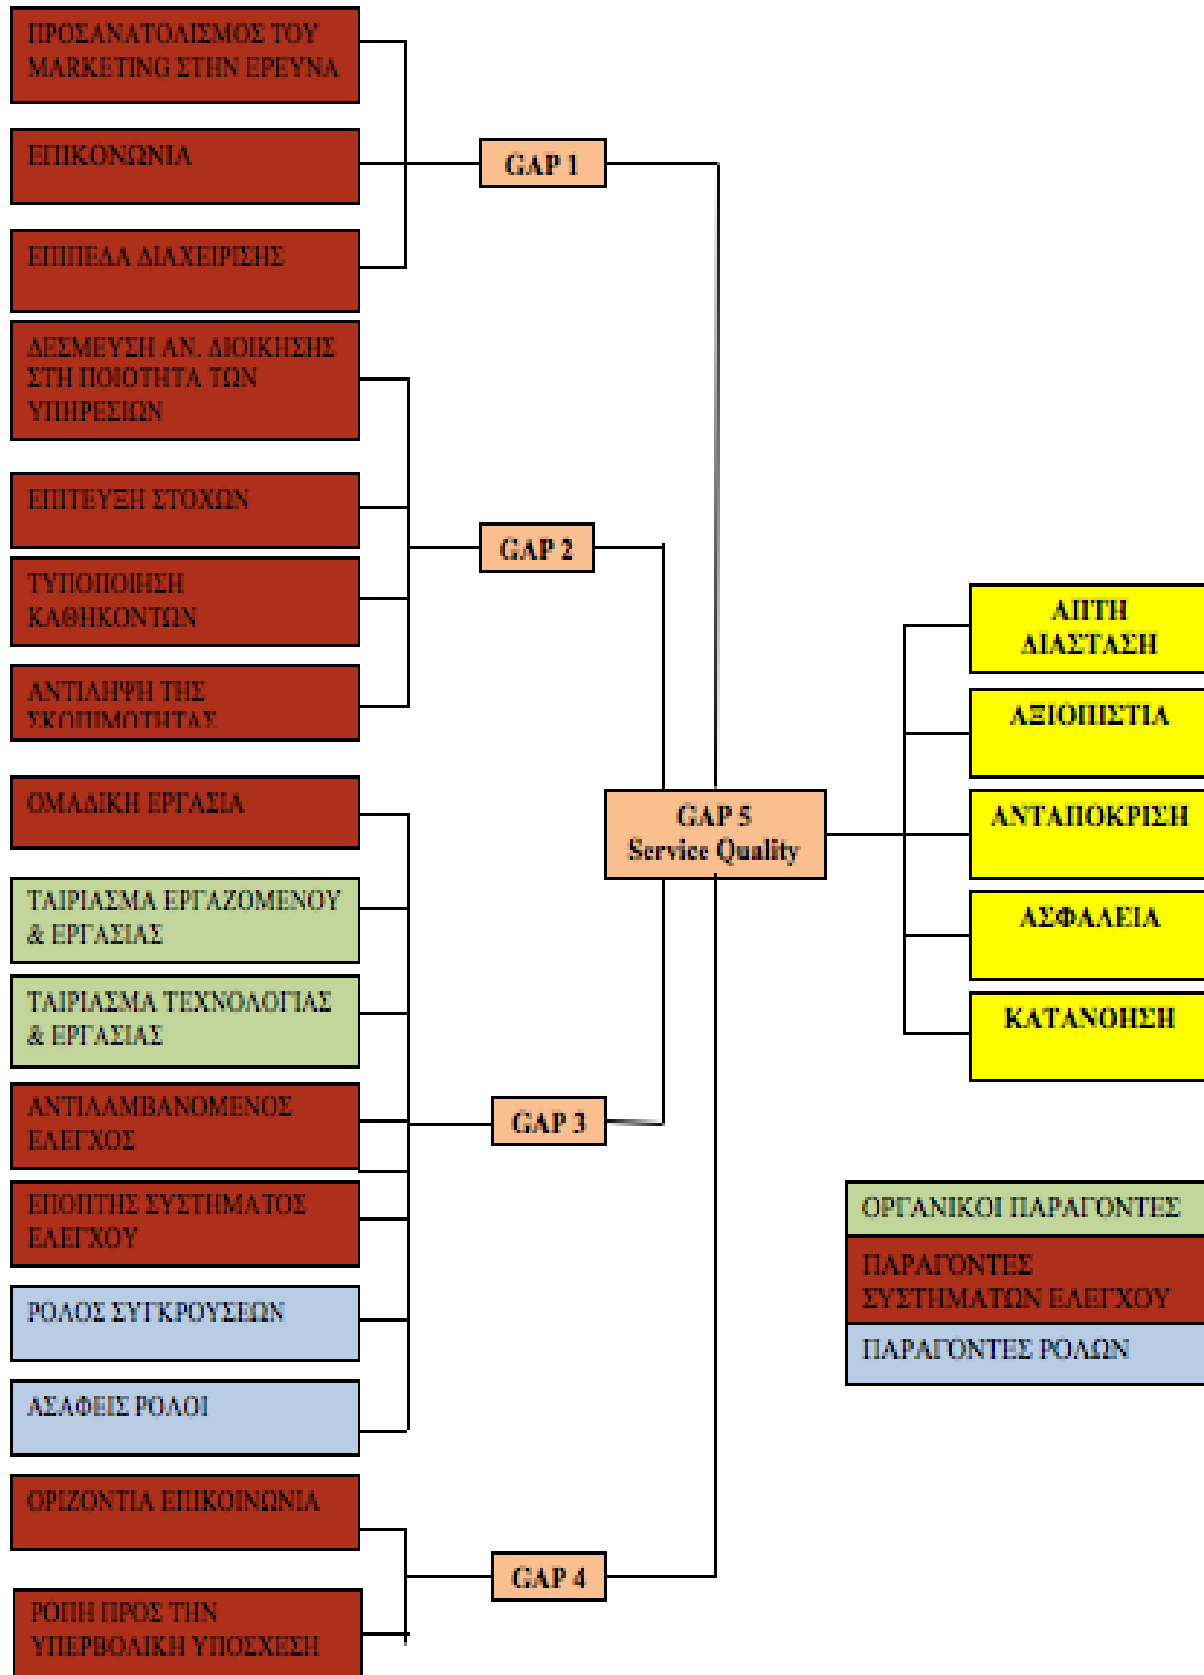 ΠΡΟΣΑΝΑΤΟΛΙΣΜΟΣ ΤΟΥ
MARKETING ΣΤΗΝ ΕΡΕΥΝΑ
ΕΠΙΚΟΝΩΝΙΑ
ΕΠΙΠΕΔΑ ΔΙΑΧΕΙΡΙΣΗΣ
GAP 1
ΔΕΣΜΕΥΣΗ ΑΝ. ΔΙΟΙΚΗΣΗΣ
ΣΤΗ ΠΟΙΟΤΗΤΑ ΤΩΝ
ΥΠΗΡΕΣΙΩΝ
ΕΠΙΤΕΥΞΗ ΣΤΟΧΩΝ
ΤΥΠΟΠΟΙΗΣΗ
ΚΑΘΗΚΟΝΤΩΝ
ΑΝΤΙΛΗΨΗ ΤΗΣ
ΣΚΟΠΙΜΟΤΗΤΑΣ
GAP 2
ΟΜΑΔΙΚΗ ΕΡΓΑΣΙΑ
ΤΑΙΡΙΑΣΜΑ ΕΡΓΑΖΟΜΕΝΟΥ
& ΕΡΓΑΣΙΑΣ
ΤΑΙΡΙΑΣΜΑ ΤΕΧΝΟΛΟΓΙΑΣ
& ΕΡΓΑΣΙΑΣ
ΑΝΤΙΛΑΜΒΑΝΟΜΕΝΟΣ
ΕΛΕΓΧΟΣ
ΕΠΟΠΤΗΣ ΣΥΣΤΗΜΑΤΟΣ
ΕΛΕΓΧΟΥ
ΡΟΛΟΣ ΣΥΓΚΡΟΥΣΕΩΝ
ΑΣΑΦΕΙΣ ΡΟΛΟΙ
GAP 3
ΟΡΙΖΟΝΤΙΑ ΕΠΙΚΟΙΝΩΝΙΑ
ΡΟΠΗ ΠΡΟΣ ΤΗΝ
ΥΠΕΡΒΟΛΙΚΗ ΥΠΟΣΧΕΣΗ
GAP 4
GAP 5
Service Quality
ΑΠΤΗ
ΔΙΑΣΤΑΣΗ
ΑΞΙΟΠΙΣΤΙΑ
ΑΝΤΑΠΟΚΡΙΣΗ
ΑΣΦΑΛΕΙΑ
ΚΑΤΑΝΟΗΣΗ
ΟΡΓΑΝΙΚΟΙ ΠΑΡΑΓΟΝΤΕΣ
ΠΑΡΑΓΟΝΤΕΣ
ΣΥΣΤΗΜΑΤΩΝ ΕΛΕΓΧΟΥ
ΠΑΡΑΓΟΝΤΕΣ ΡΟΛΩΝ